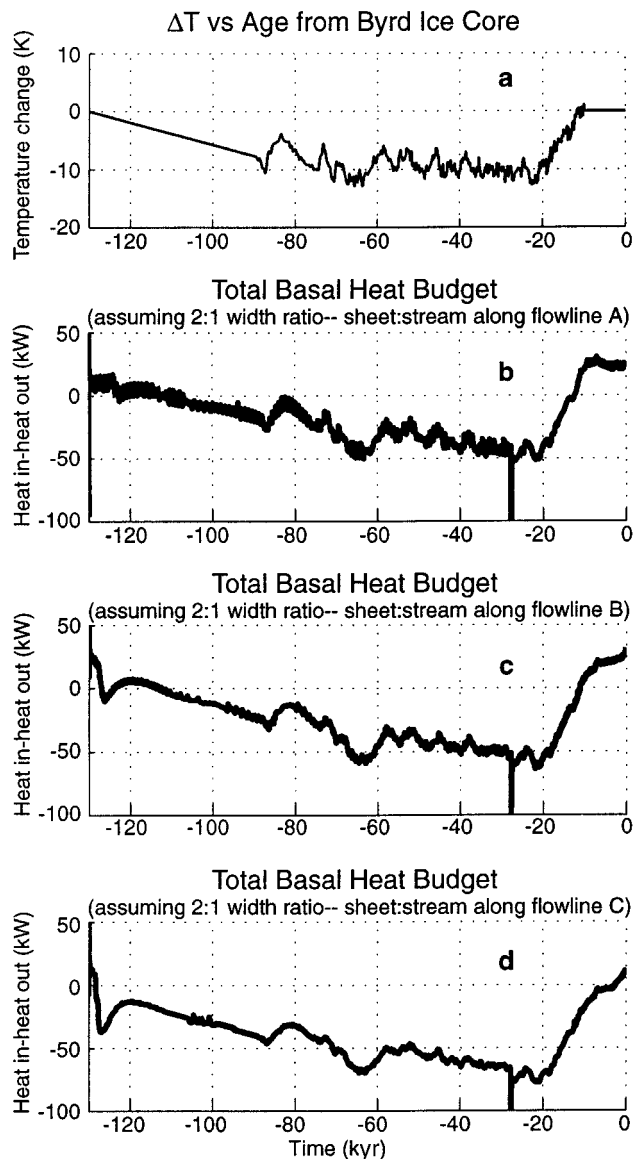 ΔT vs Age from Byrd Ice Core
Temperature change (K)
10
0
-10
-20
a
-120 -100 -80 -60 -40 -20 0
Total Basal Heat Budget
(assuming 2:1 width ratio-- sheet:stream along flowline A)
Heat in-heat out (kW)
50
0
-50
-100
b
-120 -100 -80 -60 -40 -20 0
Total Basal Heat Budget
(assuming 2:1 width ratio-- sheet:stream along flowline B)
Heat in-heat out (kW)
50
0
-50
-100
c
-120 -100 -80 -60 -40 -20 0
Total Basal Heat Budget
(assuming 2:1 width ratio-- sheet:stream along flowline C)
Heat in-heat out (kW)
50
0
-50
-100
d
-120 -100 -80 -60 -40 -20 0
Time (kyr)